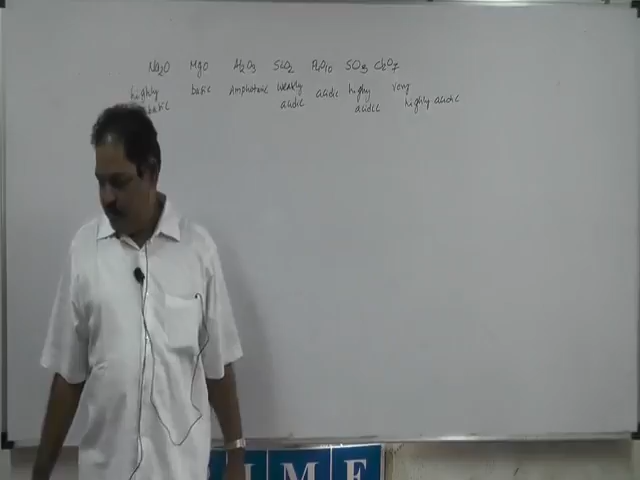 Na2O MgO Al2O3 SiO2 P4O10 SO3 Cl2O7
highly basic Amphoteric weakly acidic highly very
basic acidic acidic highly acidic
IME